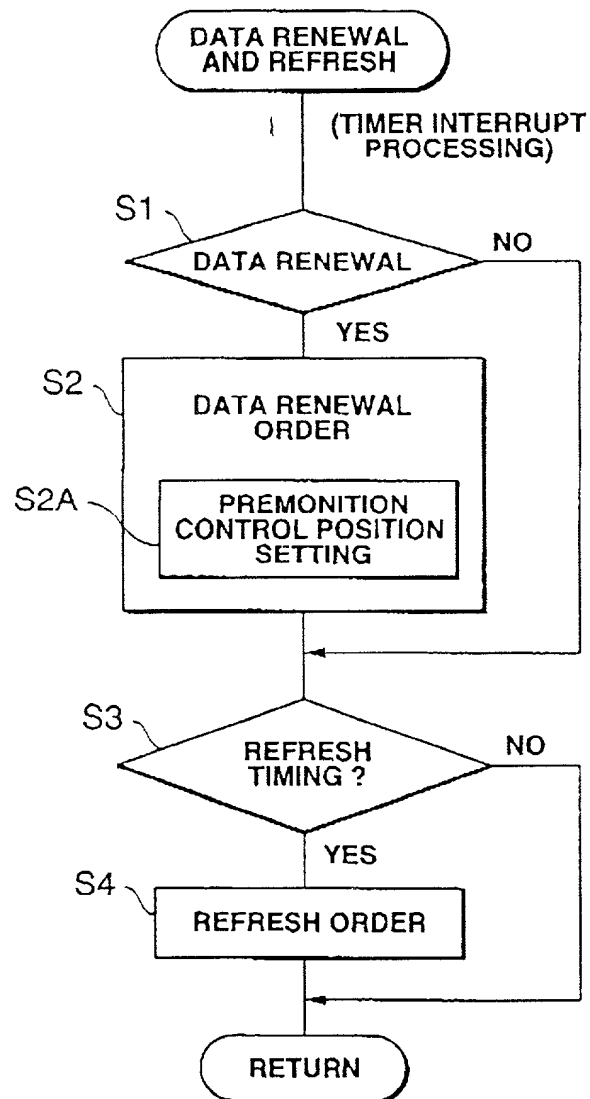 DATA RENEWAL
AND REFRESH
(TIMER INTERRUPT
PROCESSING)
S1
DATA RENEWAL
NO
YES
S2
DATA RENEWAL
ORDER
S2A
PREMONITION
CONTROL POSITION
SETTING
S3
REFRESH
TIMING ?
NO
YES
S4
REFRESH ORDER
RETURN